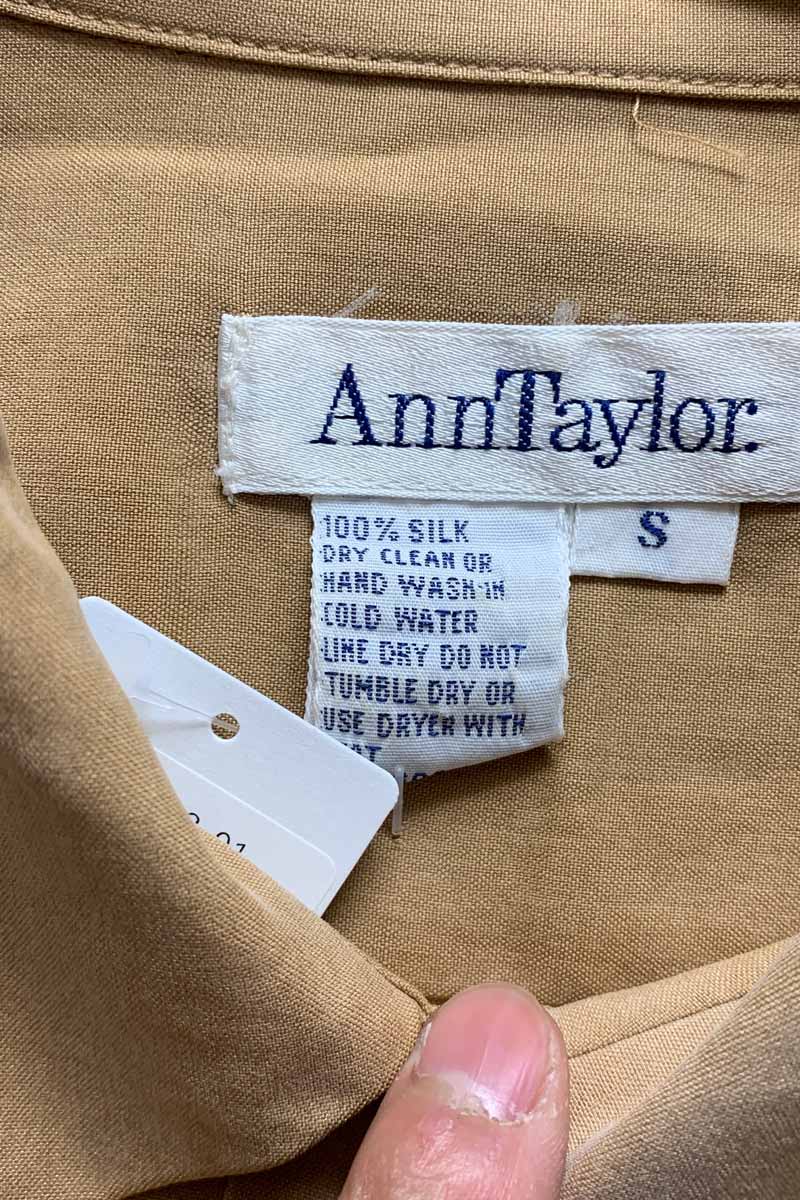 AnnTaylor.
S
100% SILK
DRY CLEAN OR
HAND WASH IN
COLD WATER
LINE DRY DO NOT
TUMBLE DRY OR
USE DRYER WITH